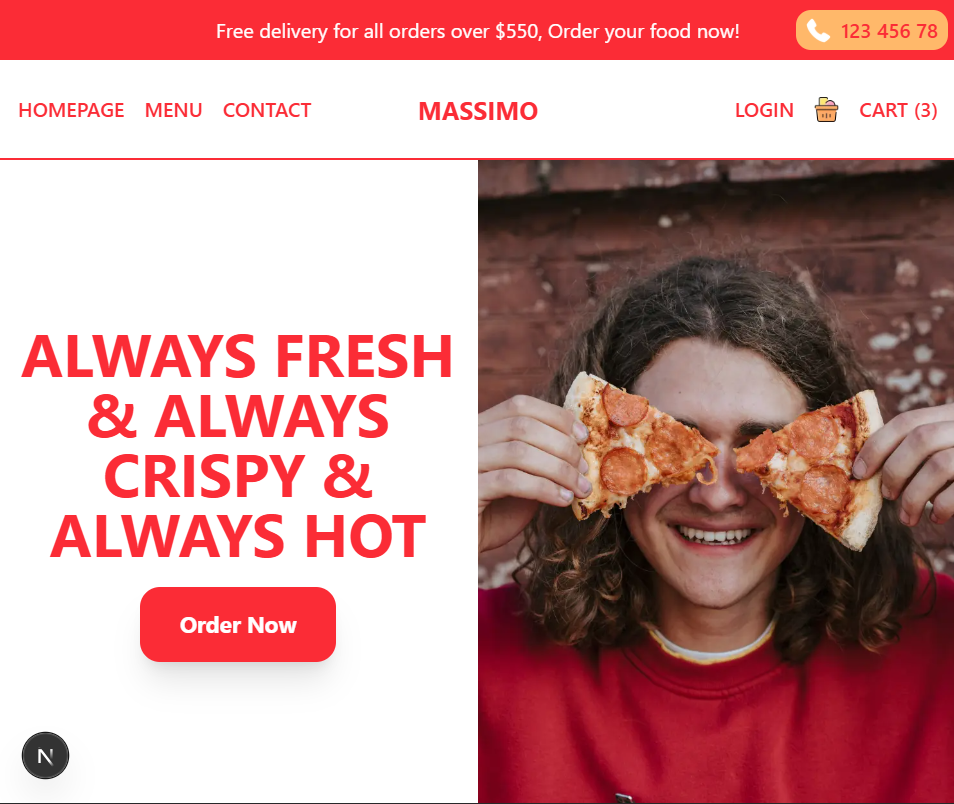 Free delivery for all orders over $550, Order your food now!
123 456 78
HOMEPAGE MENU CONTACT
MASSIMO
LOGIN
CART (3)
ALWAYS FRESH
& ALWAYS
CRISPY &
ALWAYS HOT
Order Now
N